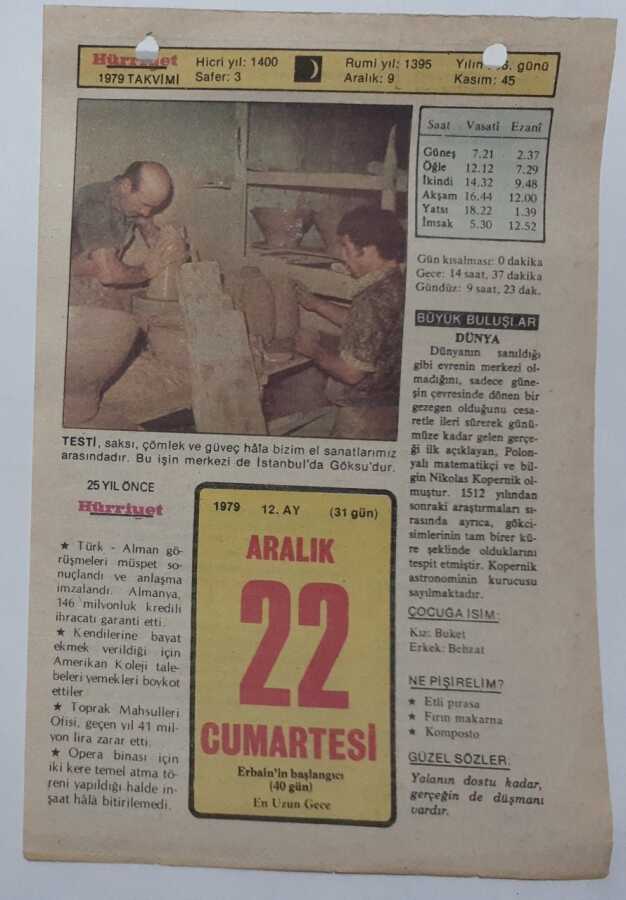 Hürriyet
1979 TAKVİMİ
Hicri yıl: 1400
Safer: 3
Rumi yıl: 1395
Aralık: 9
Yılın 6. günü
Kasım: 45
Saat Vasatî Ezanî
Güneş 7.21 2.37
Öğle 12.12 7.29
İkindi 14.32 9.48
Akşam 16.44 12.00
Yatsı 18.22 1.39
İmsak 5.30 12.52
Gün kısalması: 0 dakika
Gece: 14 saat, 37 dakika
Gündüz: 9 saat, 23 dak.
TESTİ, saksı, çömlek ve güveç hâla bizim el sanatlarımız
arasındadır. Bu işin merkezi de İstanbul'da Göksu'dur.
25 YIL ÖNCE
Hürriyet
★ Türk - Alman gö-
rüşmeleri müspet so-
nuçlandı ve anlaşma
imzalandı. Almanya,
146 milyonluk kredili
ihracatı garanti etti.
★ Kendilerine bayat
ekmek verildiği için
Amerikan Koleji tale-
beleri yemekleri boykot
ettiler
★ Toprak Mahsulleri
Ofisi, geçen yıl 41 mil-
yon lira zarar etti.
★ Opera binası için
iki kere temel atma tö-
reni yapıldığı halde in-
şaat hâlâ bitirilemedi.
1979 12. AY (31 gün)
ARALIK
22
CUMARTESİ
Erbain'in başlangıcı
(40 gün)
En Uzun Gece
BÜYÜK BULUŞLAR
DÜNYA
Dünyanın sanıldığı
gibi evrenin merkezi ol-
madığını, sadece güne-
şin çevresinde dönen bir
gezegen olduğunu cesa-
retle ileri sürerek günü-
müze kadar gelen gerçe-
ği ilk açıklayan, Polon-
yalı matematikçi ve bil-
gin Nikolas Kopernik ol-
muştur. 1512 yılından
sonraki araştırmaları sı-
rasında ayrıca, gökci-
simlerinin tam birer kü-
re şeklinde olduklarını
tespit etmiştir. Kopernik
astronominin kurucusu
sayılmaktadır.
ÇOCUĞA İSİM:
Kız: Buket
Erkek: Behzat
NE PİŞİRELİM?
★ Etli pırasa
★ Fırın makarna
★ Komposto
GÜZEL SÖZLER:
Yalanın dostu kadar,
gerçeğin de düşmanı
vardır.